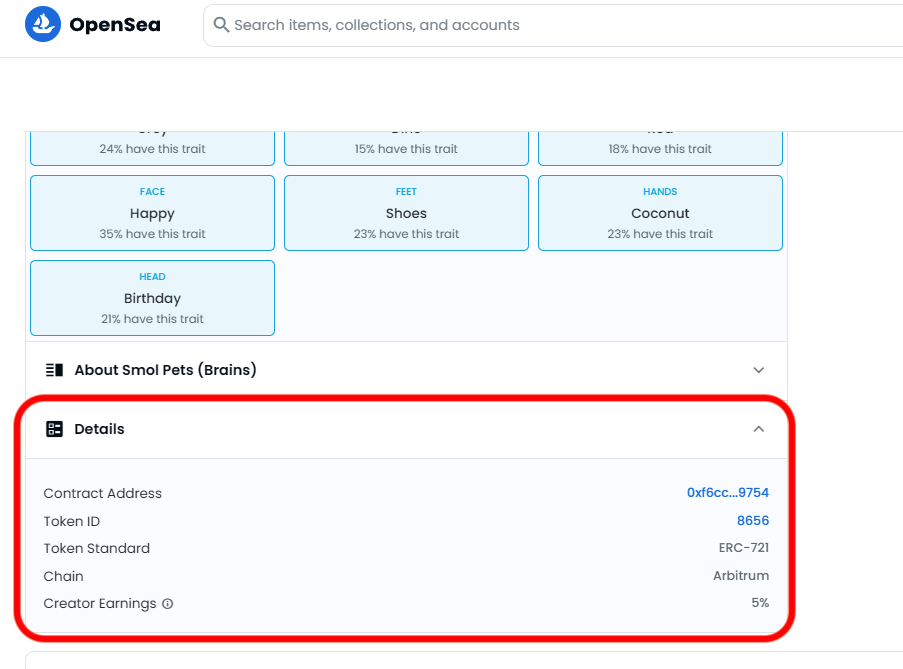 OpenSea
Search items, collections, and accounts
24% have this trait
15% have this trait
18% have this trait
FACE
Happy
35% have this trait
FEET
Shoes
23% have this trait
HANDS
Coconut
23% have this trait
HEAD
Birthday
21% have this trait
About Smol Pets (Brains)
Details
Contract Address 0xf6cc...9754
Token ID 8656
Token Standard ERC-721
Chain Arbitrum
Creator Earnings 5%